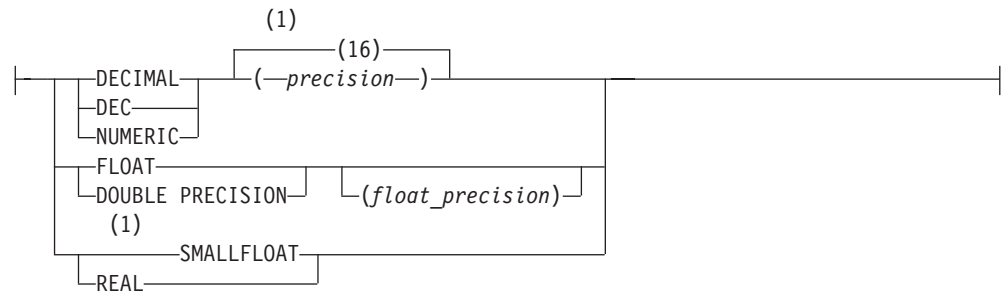 (1)
(16)
DECIMAL ( precision )
DEC
NUMERIC
FLOAT
DOUBLE PRECISION (float_precision)
(1)
SMALLFLOAT
REAL